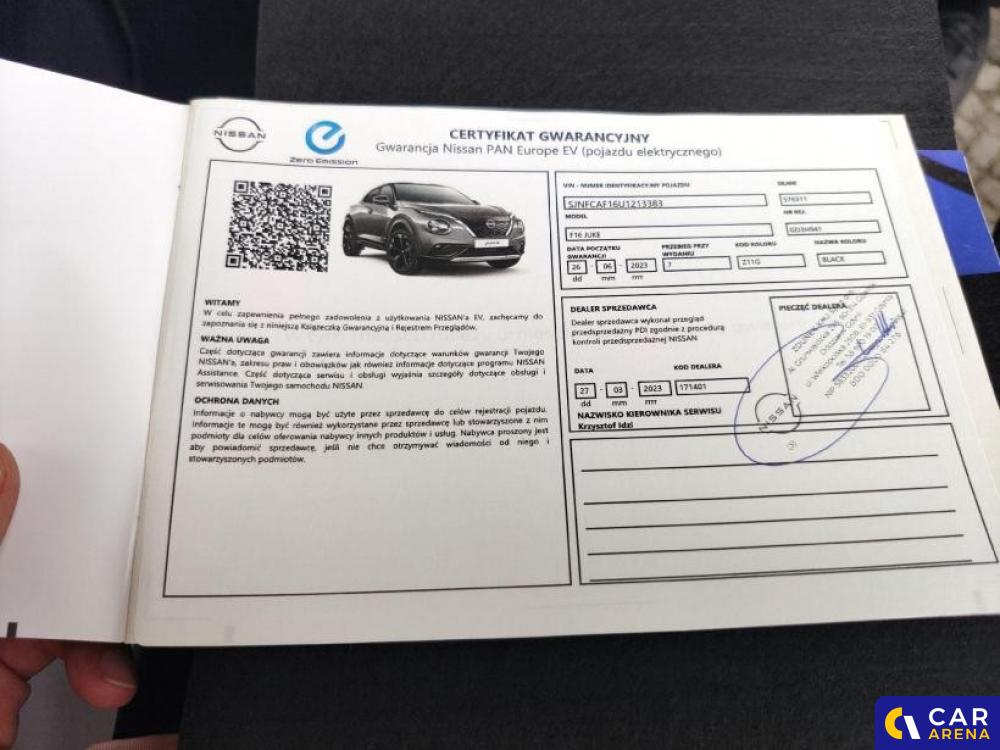 NISSAN
Zero Emission
CERTYFIKAT GWARANCYJNY
Gwarancja Nissan PAN Europe EV (pojazdu elektrycznego)
WITAMY
W celu zapewnienia pełnego zadowolenia z użytkowania NISSAN'a EV, zachęcamy do
zapoznania się z niniejszą Książeczką Gwarancyjną i Rejestrem Przeglądów.
WAŻNA UWAGA
Część dotycząca gwarancji zawiera informacje dotyczące warunków gwarancji Twojego
NISSAN'a, zakresu praw i obowiązków jak również informacje dotyczące programu NISSAN
Assistance. Część dotycząca serwisu i obsługi wyjaśnia szczegóły dotyczące obsługi i
serwisowania Twojego samochodu NISSAN.
OCHRONA DANYCH
Informacje o nabywcy mogą być użyte przez sprzedawcę do celów rejestracji pojazdu.
Informacje te mogą być również wykorzystane przez sprzedawcę lub stowarzyszone z nim
podmioty dla celów oferowania nabywcy innych produktów i usług. Nabywca proszony jest
aby powiadomić sprzedawcę, jeśli nie chce otrzymywać wiadomości od niego i
stowarzyszonych podmiotów.
VIN - NUMER IDENTYFIKACYJNY POJAZDU
SJNFCAF16U1213383
MODEL
NR REJ.
F16 JUKE
DATA POCZĄTKU GWARANCJI
PRZEBIEG PRZY WYDANIU
KOD KOLORU
NAZWA KOLORU
26 - 06 - 2023
7
Z11G
BLACK
dd mm rrrr
DEALER SPRZEDAWCA
Dealer sprzedawca wykonał przegląd
przedsprzedażny PDI zgodnie z procedurą
kontroli przedsprzedażnej NISSAN
PIECZĘĆ DEALERA
DATA
KOD DEALERA
27 - 03 - 2023
171401
dd mm rrrr
NAZWISKO KIEROWNIKA SERWISU
Krzysztof Idzi
NISSAN
CAR
ARENA